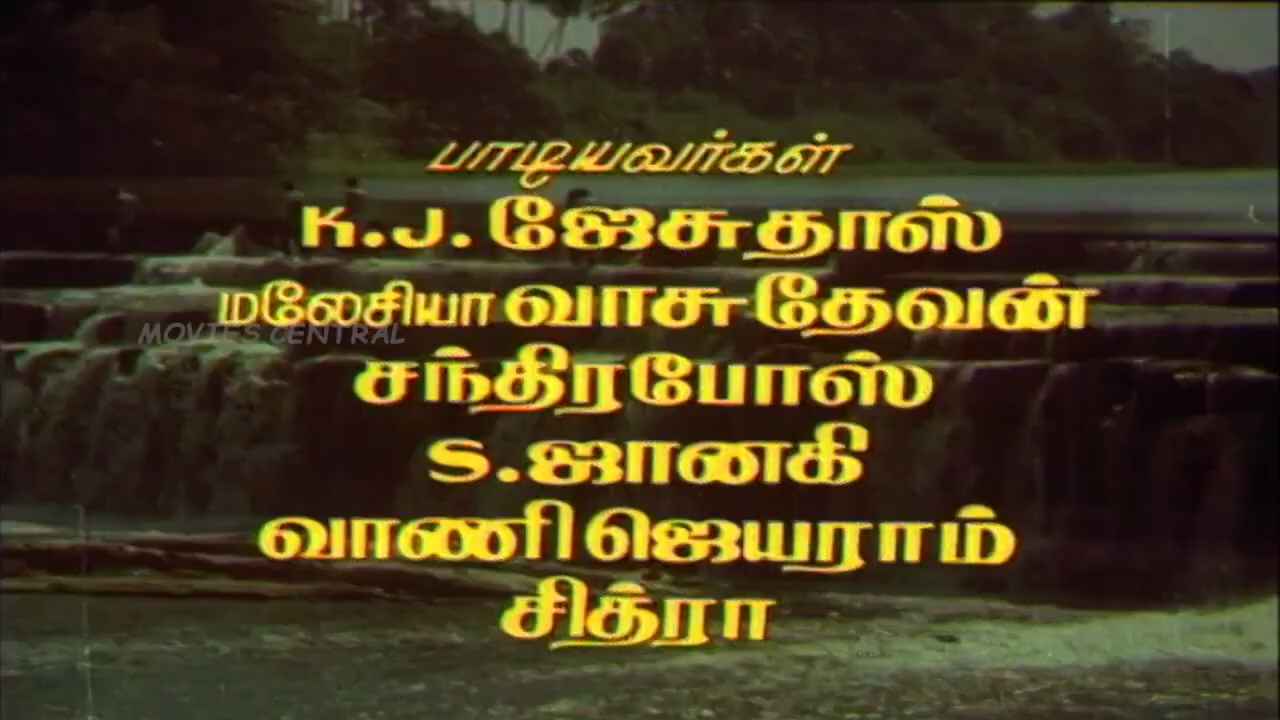 பாடியவர்கள்
K.J. ஜேசுதாஸ்
மலேசியா வாசுதேவன்
MOVIES CENTRAL
சந்திரபோஸ்
S. ஜானகி
வாணி ஜெயராம்
சித்ரா